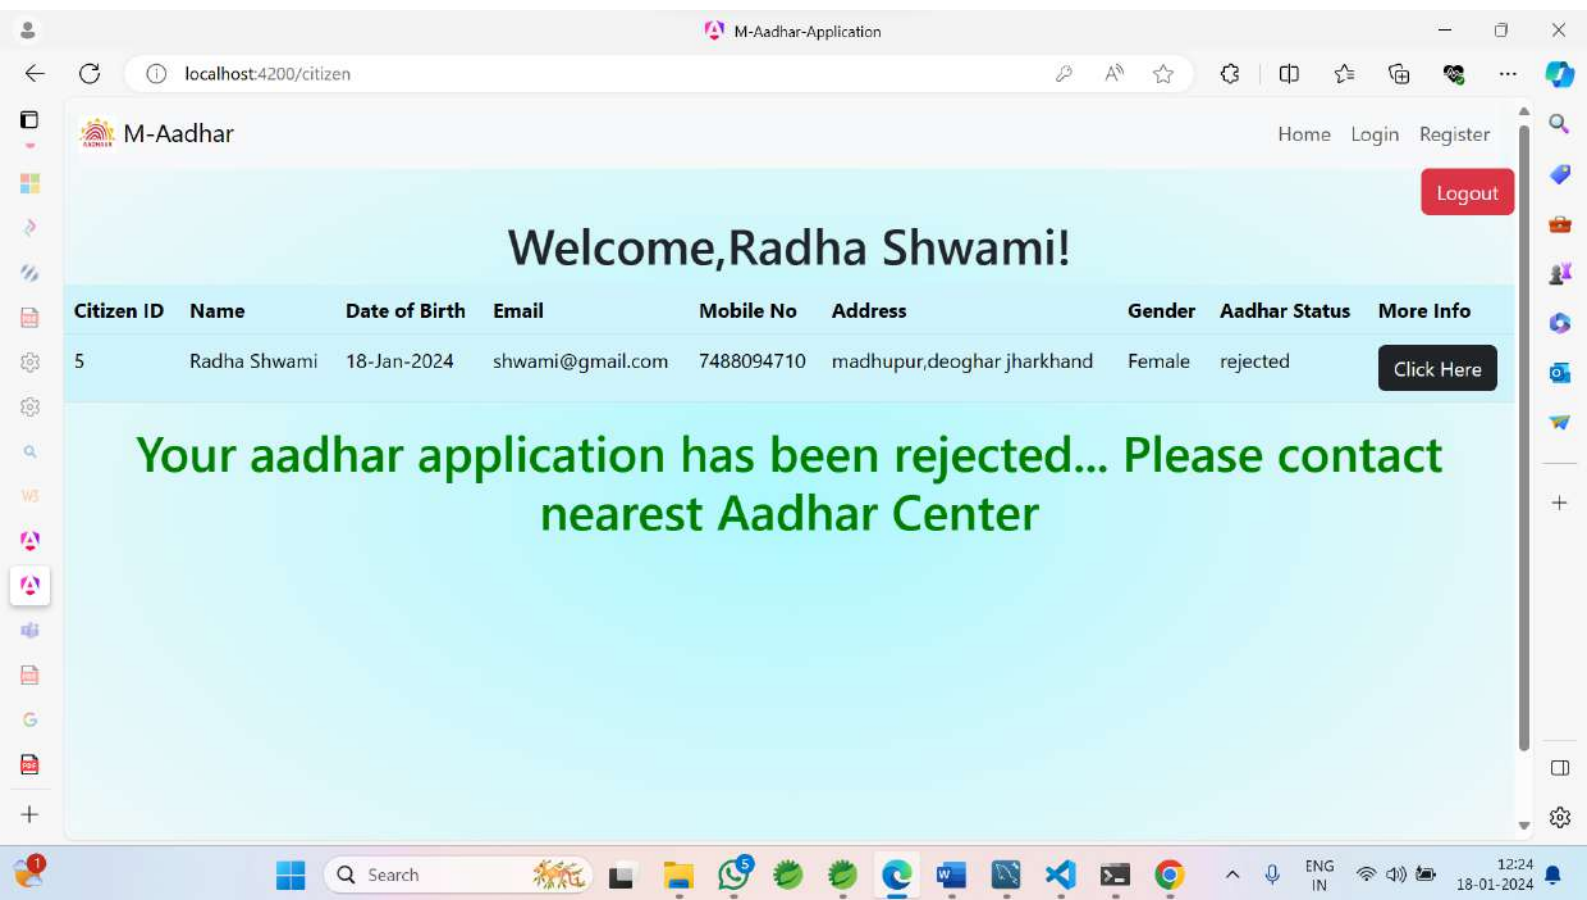 M-Aadhar-Application
localhost:4200/citizen
M-Aadhar
Home Login Register
Logout
Welcome,Radha Shwami!
Citizen ID Name Date of Birth Email Mobile No Address Gender Aadhar Status More Info
5 Radha Shwami 18-Jan-2024 shwami@gmail.com 7488094710 madhupur,deoghar jharkhand Female rejected Click Here
Your aadhar application has been rejected... Please contact
nearest Aadhar Center
1
Search
5
ENG
IN
12:24
18-01-2024